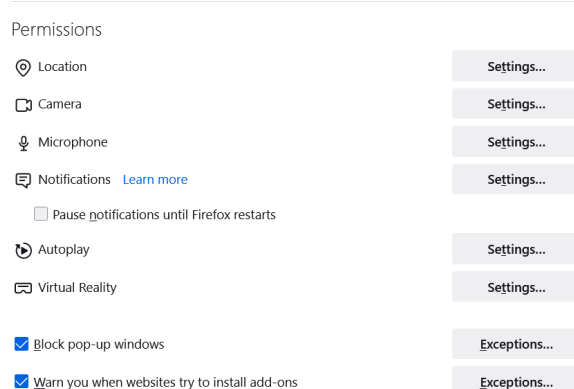 Permissions
Location Settings...
Camera Settings...
Microphone Settings...
Notifications Learn more Settings...
Pause notifications until Firefox restarts
Autoplay Settings...
Virtual Reality Settings...
Block pop-up windows Exceptions...
Warn you when websites try to install add-ons Exceptions...